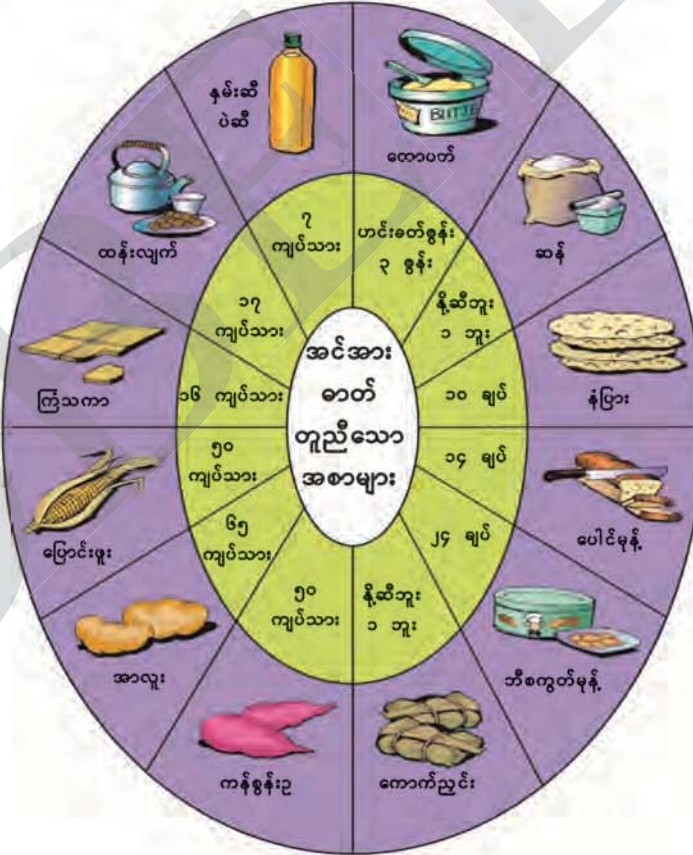 အင်အား
ဓာတ်
တူညီသော
အစာများ
ထောပတ်
BUTTE
ဟင်းခတ်ဇွန်း
၃ ဇွန်း
ဆန်
နို့ဆီဘူး
၁ ဘူး
နံပြား
၁၀ ချပ်
ပေါင်မုန့်
၁၄ ချပ်
ဘီစကွတ်မုန့်
၂၄ ချပ်
ကောက်ညှင်း
နို့ဆီဘူး
၁ ဘူး
ကန်စွန်းဥ
၅၀
ကျပ်သား
အာလူး
၆၅
ကျပ်သား
ပြောင်းဖူး
၅၀
ကျပ်သား
ကြံသကာ
၁၆ ကျပ်သား
ထန်းလျက်
၁၇
ကျပ်သား
နှမ်းဆီ
ပဲဆီ
၇
ကျပ်သား